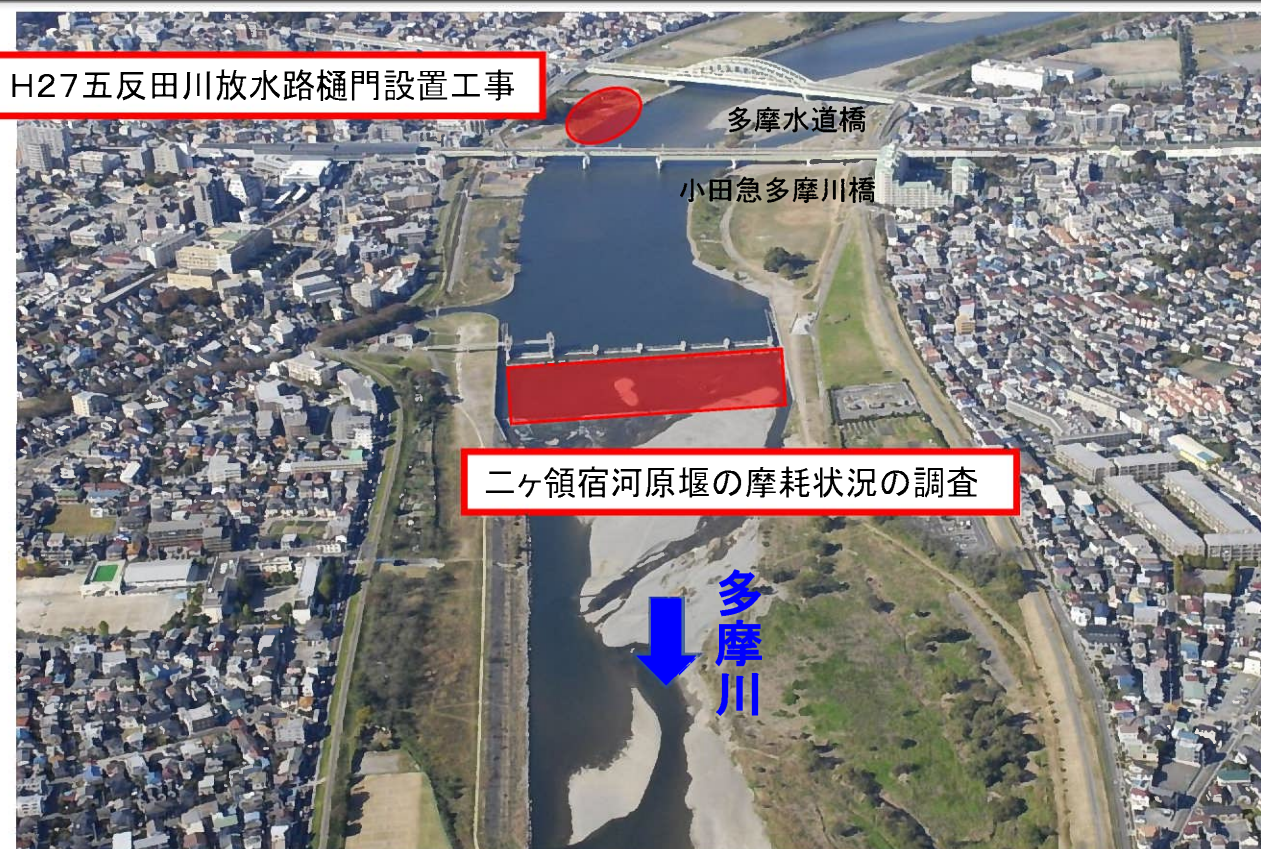 H27五反田川放水路樋門設置工事
多摩水道橋
小田急多摩川橋
二ヶ領宿河原堰の摩耗状況の調査
多摩川